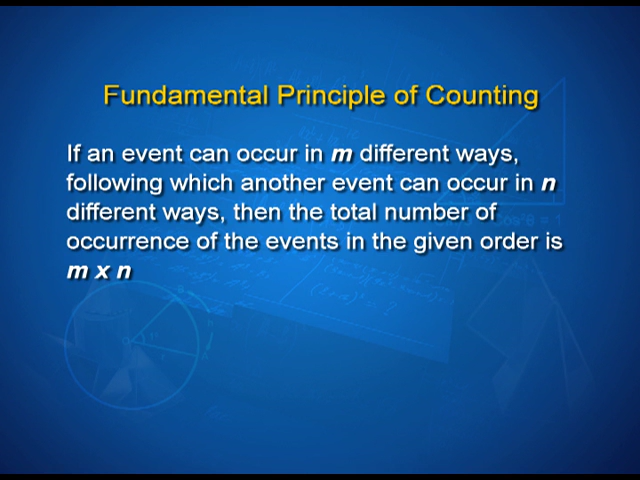 Fundamental Principle of Counting
If an event can occur in m different ways,
following which another event can occur in n
different ways, then the total number of
occurrence of the events in the given order is
m x n